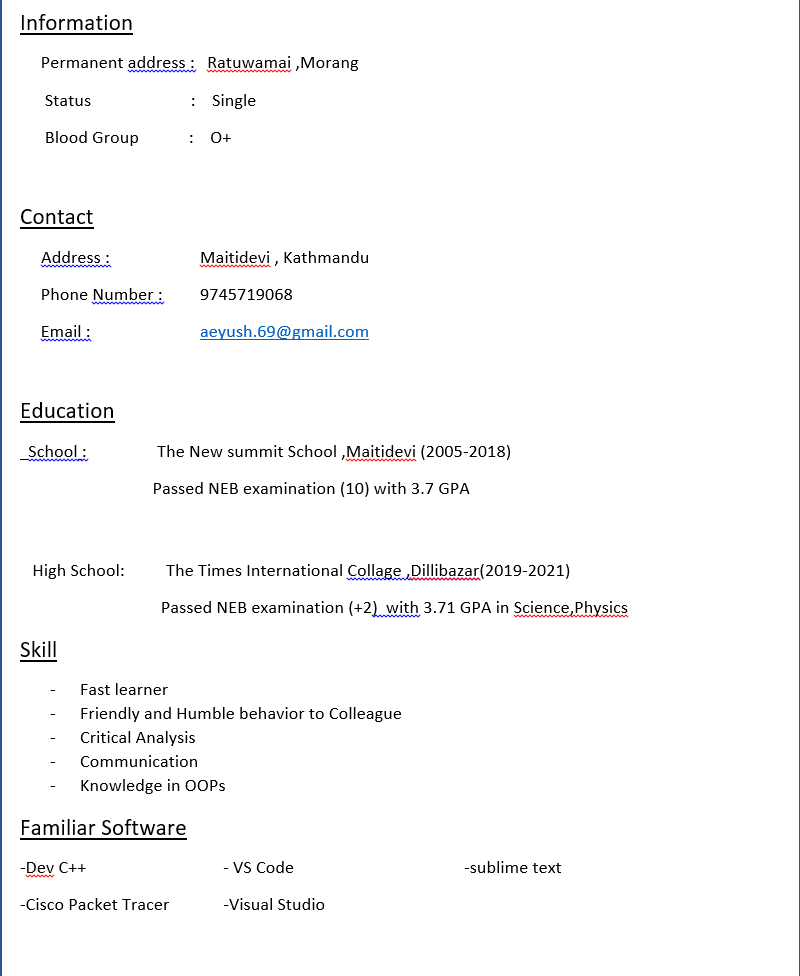 Information
Permanent address : Ratuwamai ,Morang
Status : Single
Blood Group : O+
Contact
Address : Maitidevi , Kathmandu
Phone Number : 9745719068
Email : aeyush.69@gmail.com
Education
School : The New summit School ,Maitidevi (2005-2018)
Passed NEB examination (10) with 3.7 GPA
High School: The Times International Collage ,Dillibazar(2019-2021)
Passed NEB examination (+2) with 3.71 GPA in Science,Physics
Skill
- Fast learner
- Friendly and Humble behavior to Colleague
- Critical Analysis
- Communication
- Knowledge in OOPs
Familiar Software
-Dev C++ - VS Code -sublime text
-Cisco Packet Tracer -Visual Studio